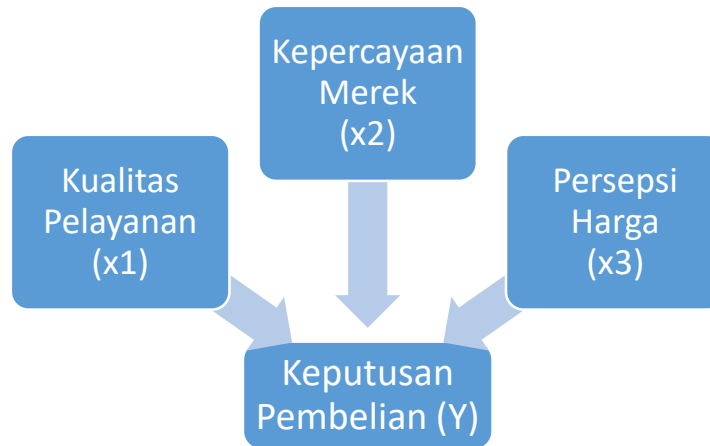 Kepercayaan
Merek
(x2)
Kualitas
Pelayanan
(x1)
Persepsi
Harga
(x3)
Keputusan
Pembelian (Y)